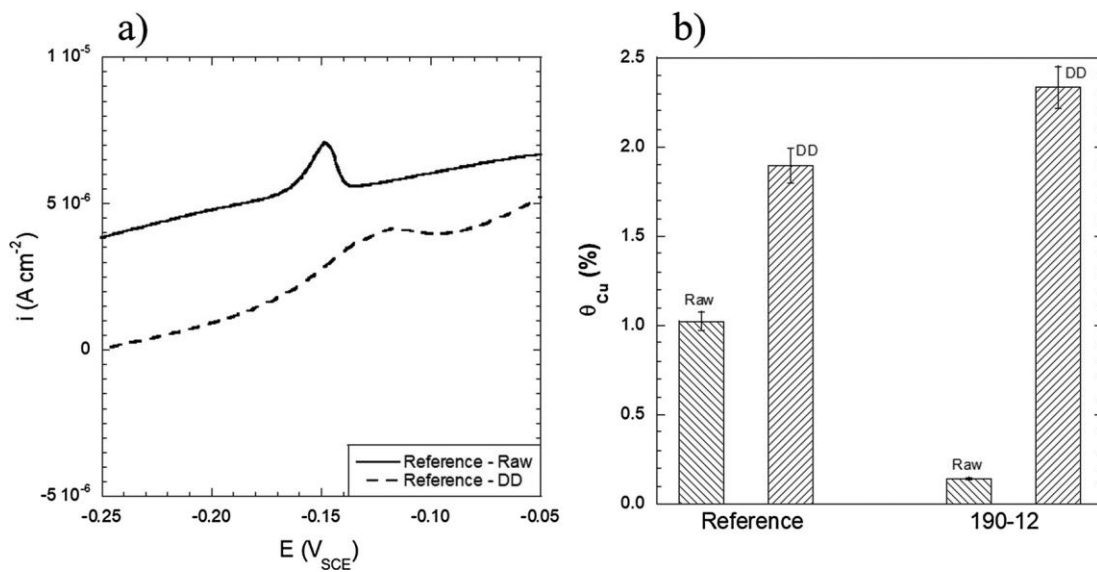 a)
1 10⁻⁵
5 10⁻⁶
0
-5 10⁻⁶
i (A cm⁻²)
-0.25
-0.20
-0.15
-0.10
-0.05
E (V_SCE)
Reference - Raw
Reference - DD
b)
2.5
2.0
1.5
1.0
0.5
0.0
θ_Cu (%)
Raw
DD
Raw
DD
Reference
190-12